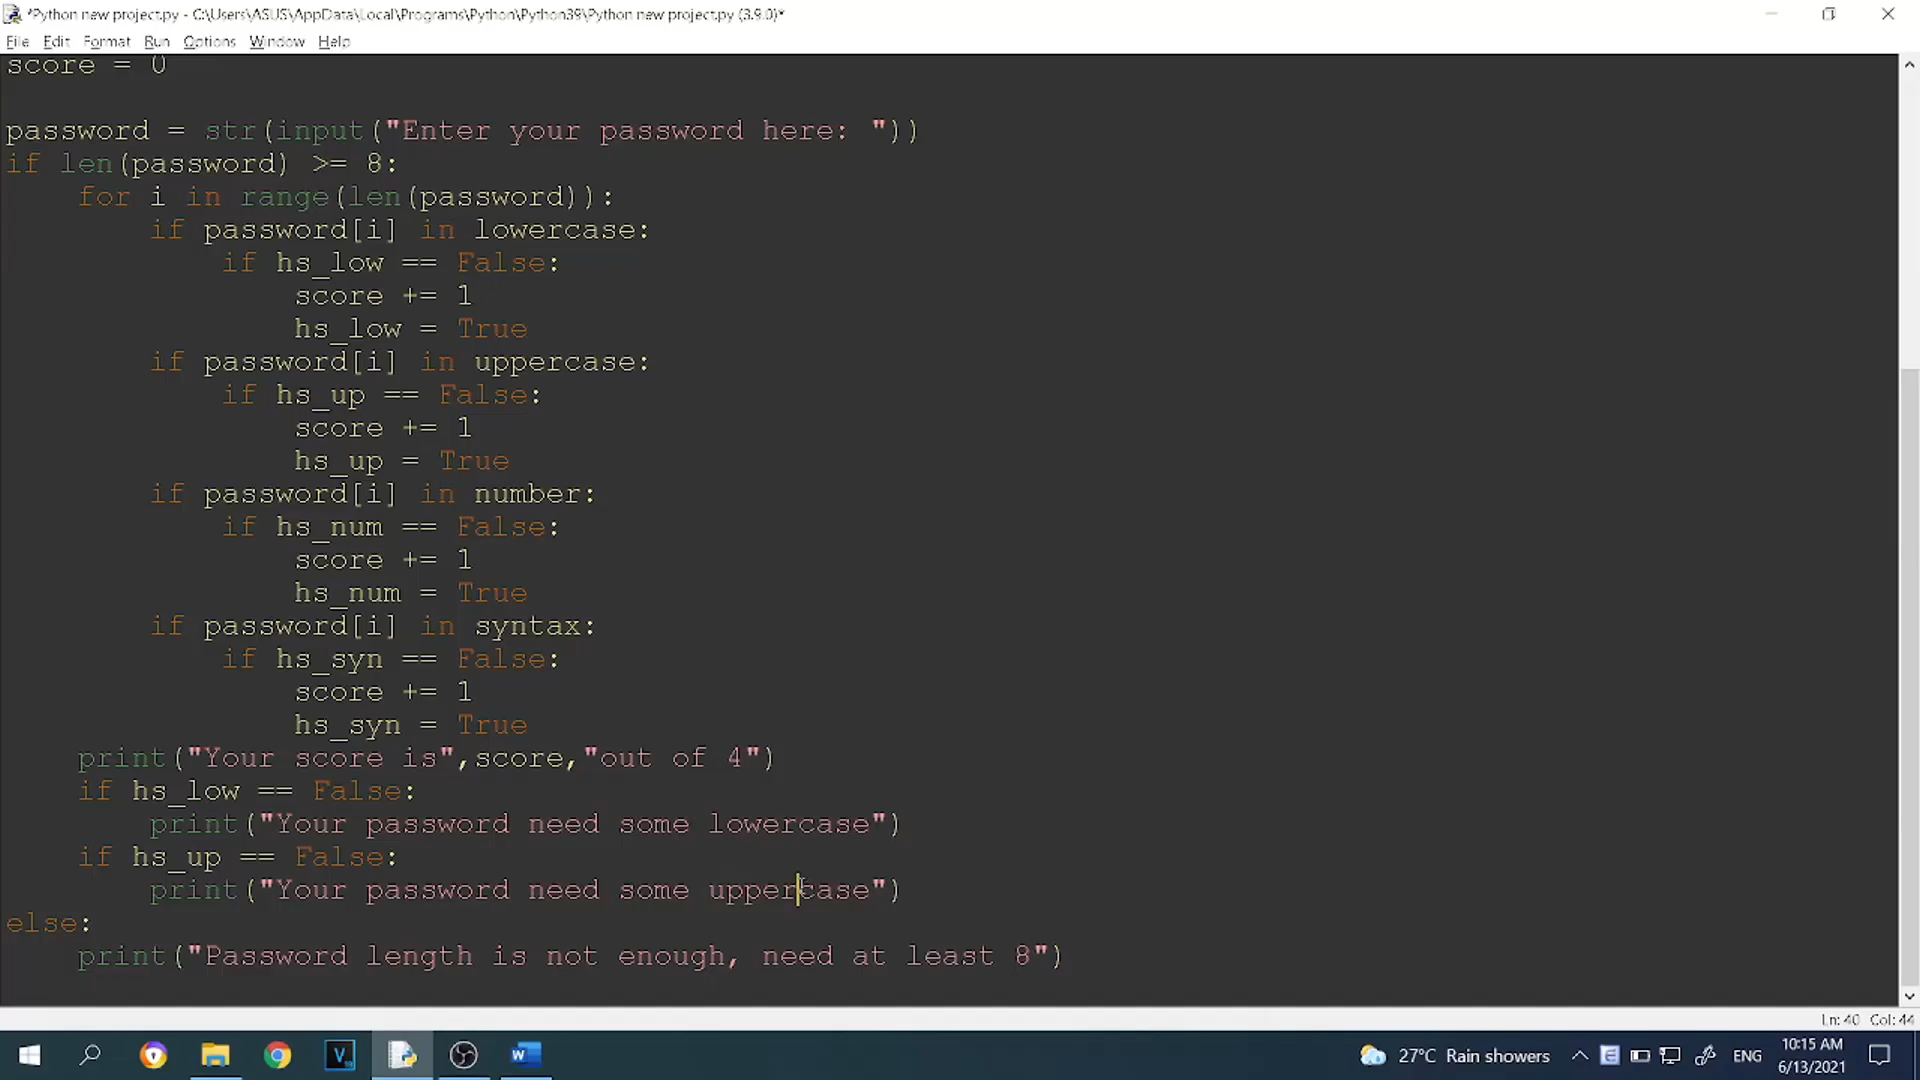 *Python new project.py - C:\Users\ASUS\AppData\Local\Programs\Python\Python39\Python new project.py (3.9.0)*
File Edit Format Run Options Window Help
score = 0
password = str(input("Enter your password here: "))
if len(password) >= 8:
    for i in range(len(password)):
        if password[i] in lowercase:
            if hs_low == False:
                score += 1
                hs_low = True
        if password[i] in uppercase:
            if hs_up == False:
                score += 1
                hs_up = True
        if password[i] in number:
            if hs_num == False:
                score += 1
                hs_num = True
        if password[i] in syntax:
            if hs_syn == False:
                score += 1
                hs_syn = True
    print("Your score is",score,"out of 4")
    if hs_low == False:
        print("Your password need some lowercase")
    if hs_up == False:
        print("Your password need some uppercase")
else:
    print("Password length is not enough, need at least 8")
Ln: 40 Col: 44
27°C Rain showers ENG 10:15 AM
6/13/2021